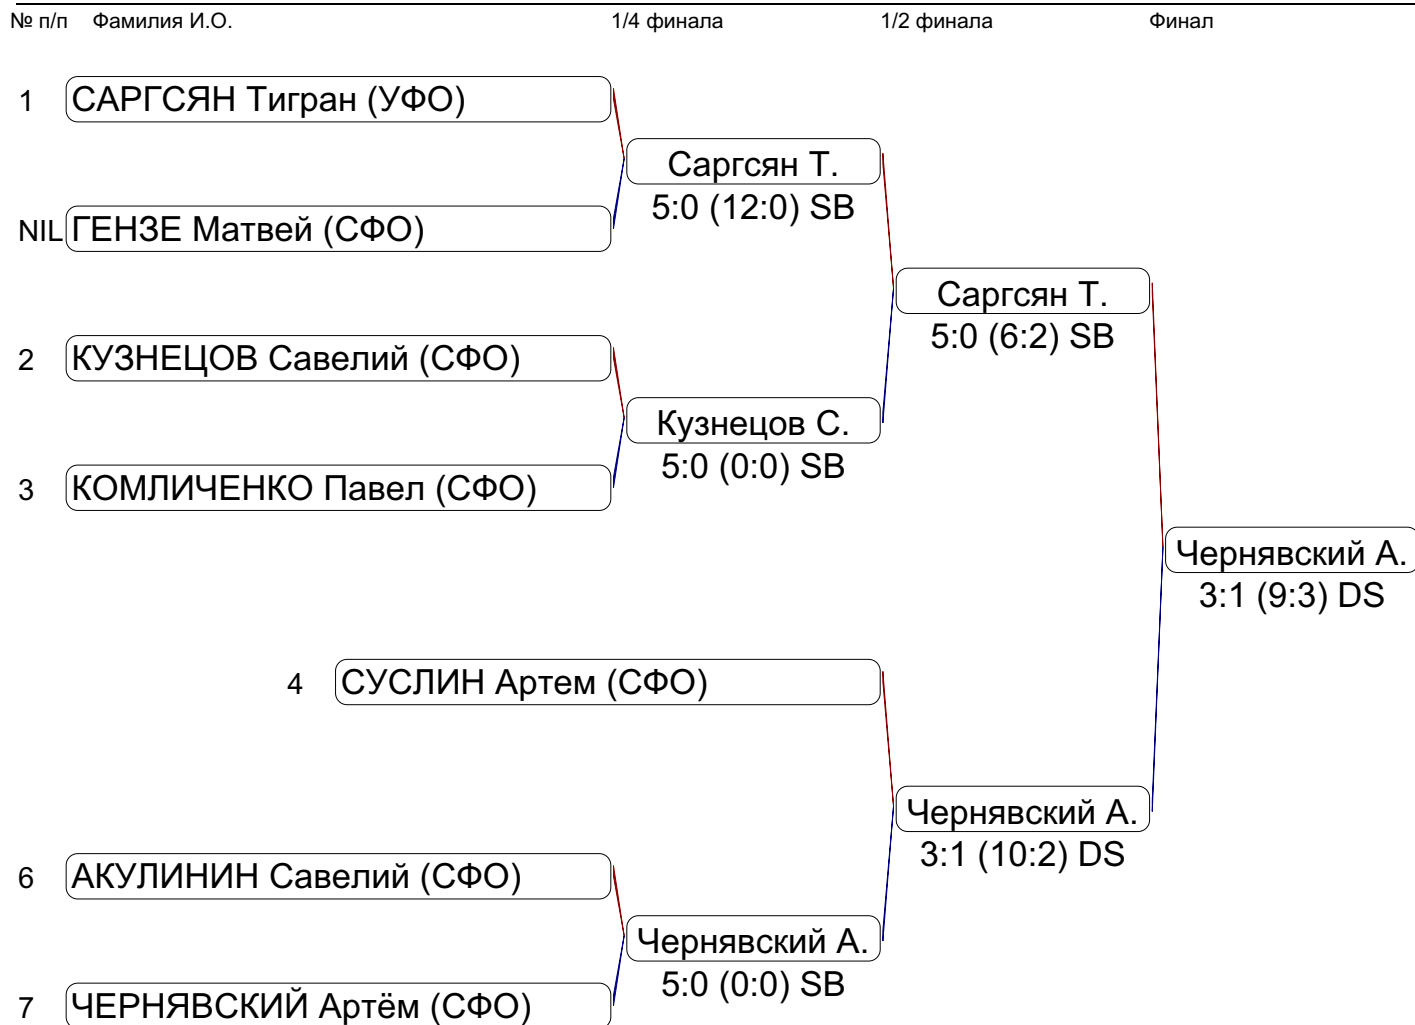 № п/п Фамилия И.О. 1/4 финала 1/2 финала Финал
1 САРГСЯН Тигран (УФО)
Саргсян Т.
5:0 (12:0) SB
NIL ГЕНЗЕ Матвей (СФО)
Саргсян Т.
5:0 (6:2) SB
2 КУЗНЕЦОВ Савелий (СФО)
Кузнецов С.
5:0 (0:0) SB
3 КОМЛИЧЕНКО Павел (СФО)
Чернявский А.
3:1 (9:3) DS
4 СУСЛИН Артем (СФО)
Чернявский А.
3:1 (10:2) DS
6 АКУЛИНИН Савелий (СФО)
Чернявский А.
5:0 (0:0) SB
7 ЧЕРНЯВСКИЙ Артём (СФО)